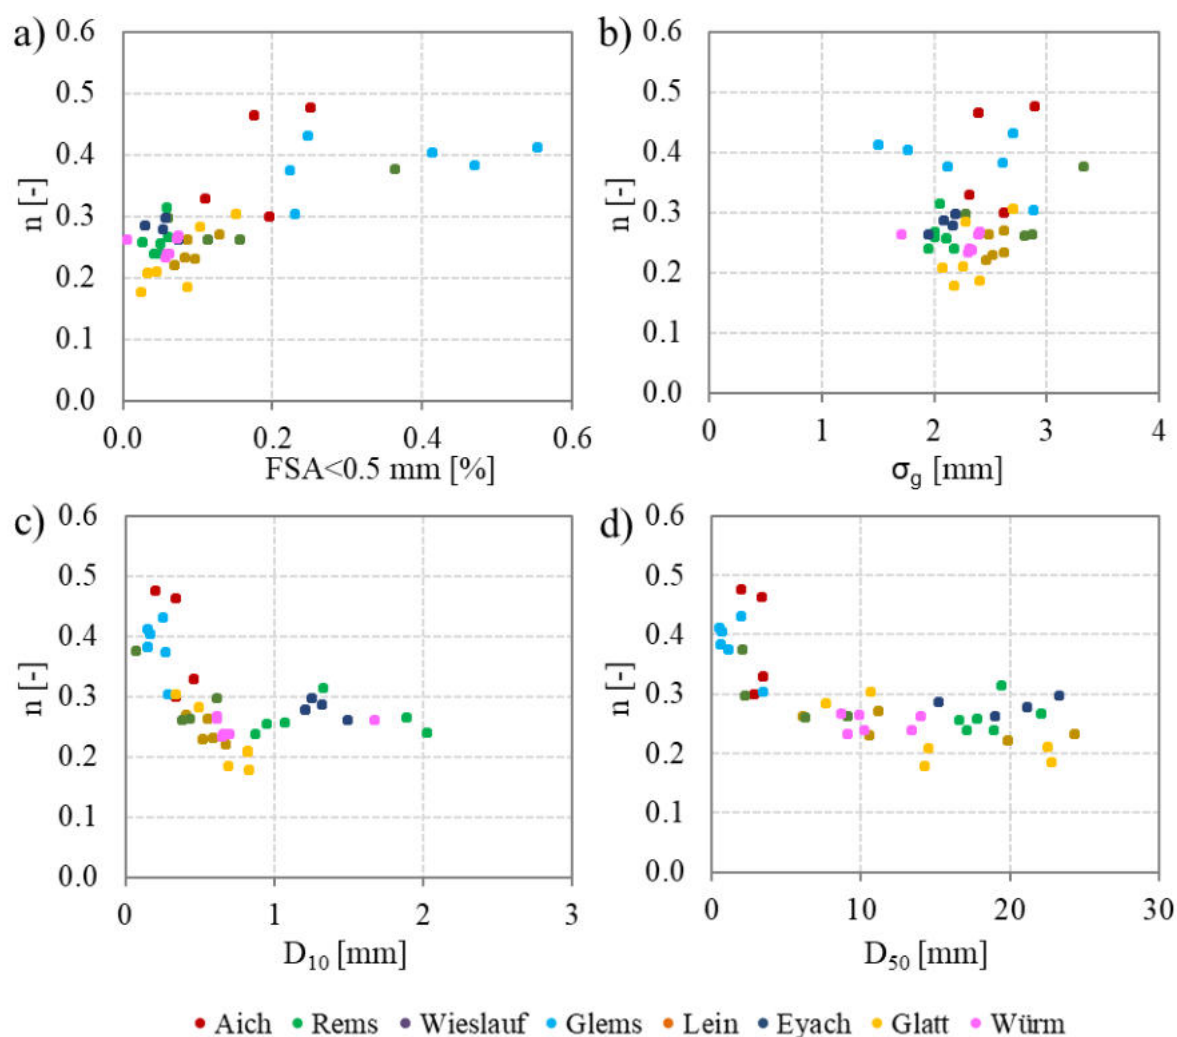 a)
0.6
0.5
0.4
0.3
0.2
0.1
0.0
n [-]
0.0 0.2 0.4 0.6
FSA<0.5 mm [%]
b)
0.6
0.5
0.4
0.3
0.2
0.1
0.0
n [-]
0 1 2 3 4
σg [mm]
c)
0.6
0.5
0.4
0.3
0.2
0.1
0.0
n [-]
0 1 2 3
D10 [mm]
d)
0.6
0.5
0.4
0.3
0.2
0.1
0.0
n [-]
0 10 20 30
D50 [mm]
Aich Rems Wieslauf Glems Lein Eyach Glatt Würm